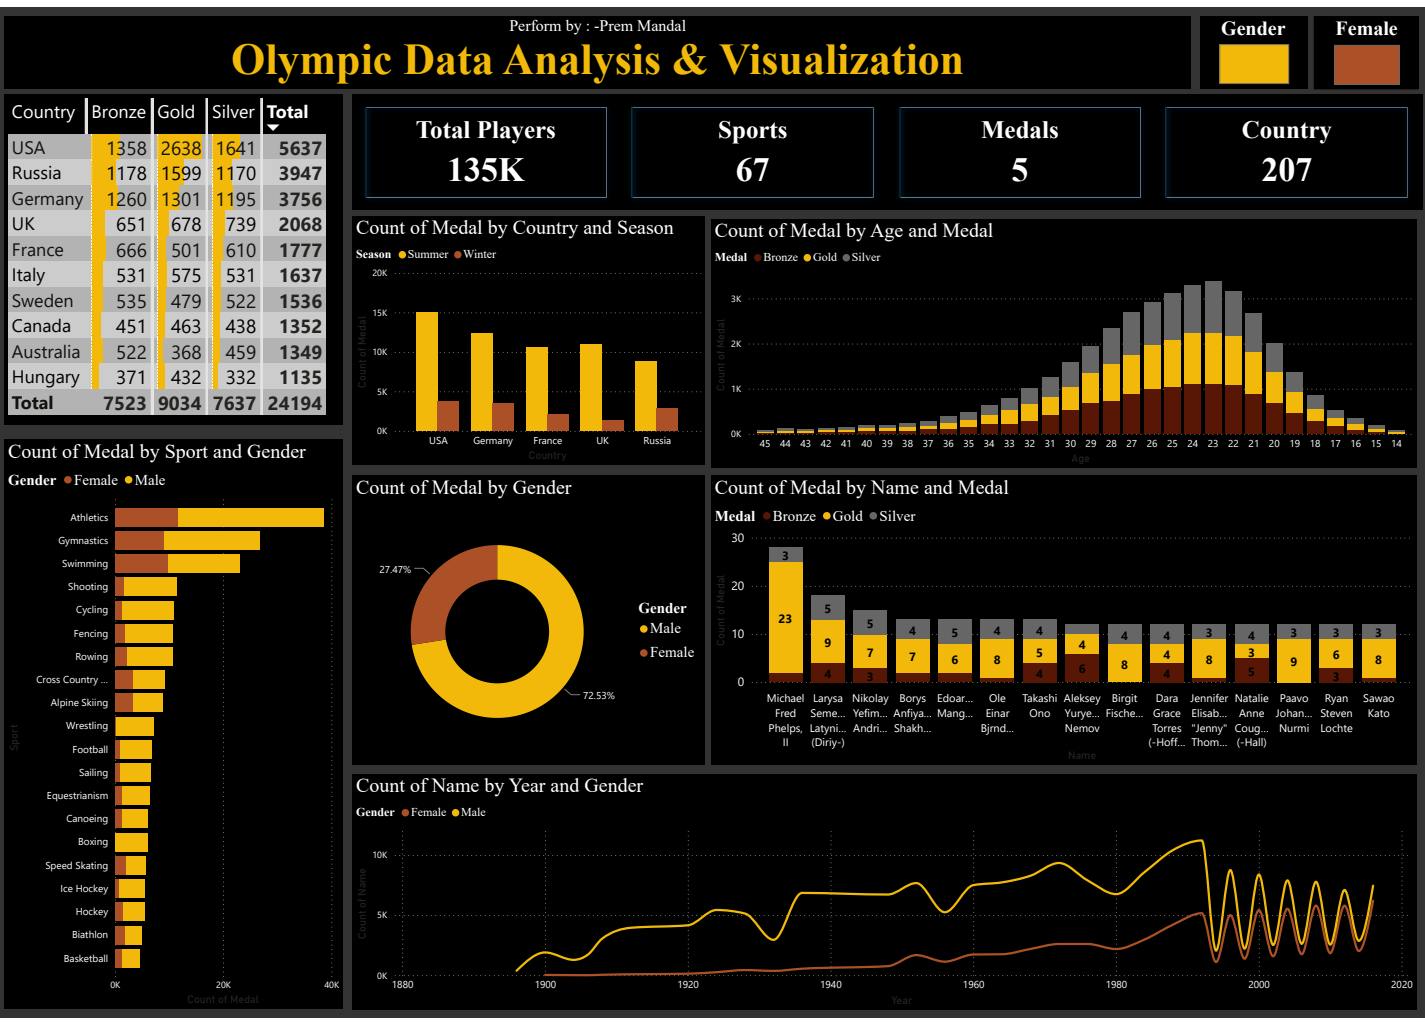 Perform by : -Prem Mandal
Olympic Data Analysis & Visualization
Gender
Female
Country Bronze Gold Silver Total
USA 1358 2638 1641 5637
Russia 1178 1599 1170 3947
Germany 1260 1301 1195 3756
UK 651 678 739 2068
France 666 501 610 1777
Italy 531 575 531 1637
Sweden 535 479 522 1536
Canada 451 463 438 1352
Australia 522 368 459 1349
Hungary 371 432 332 1135
Total 7523 9034 7637 24194
Total Players
135K
Sports
67
Medals
5
Country
207
Count of Medal by Country and Season
Season Summer Winter
Count of Medal
20K
15K
10K
5K
0K
USA Germany France UK Russia
Country
Count of Medal by Age and Medal
Medal Bronze Gold Silver
Count of Medal
3K
2K
1K
0K
45 44 43 42 41 40 39 38 37 36 35 34 33 32 31 30 29 28 27 26 25 24 23 22 21 20 19 18 17 16 15 14
Age
Count of Medal by Sport and Gender
Gender Female Male
Sport
Athletics
Gymnastics
Swimming
Shooting
Cycling
Fencing
Rowing
Cross Country ...
Alpine Skiing
Wrestling
Football
Sailing
Equestrianism
Canoeing
Boxing
Speed Skating
Ice Hockey
Hockey
Biathlon
Basketball
0K 20K 40K
Count of Medal
Count of Medal by Gender
27.47%
72.53%
Gender
Male
Female
Count of Medal by Name and Medal
Medal Bronze Gold Silver
Count of Medal
30
20
10
0
3 5 5 4 5 4 4 4 4 3 4 3 3 3
23 9 7 7 6 8 5 4 8 4 8 3 9 6 8
4 3 6 4 5 3
Michael Fred Phelps, II
Larysa Seme... Latyni... (Diriy-)
Nikolay Yefim... Andri...
Borys Anfiya... Shakh...
Edoar... Mang...
Ole Einar Bjrnd...
Takashi Ono
Aleksey Yurye... Nemov
Birgit Fische...
Dara Grace Torres (-Hoff...
Jennifer Elisab... "Jenny" Thom...
Natalie Anne Coug... (-Hall)
Paavo Johan... Nurmi
Ryan Steven Lochte
Sawao Kato
Name
Count of Name by Year and Gender
Gender Female Male
Count of Name
10K
5K
0K
1880 1900 1920 1940 1960 1980 2000 2020
Year